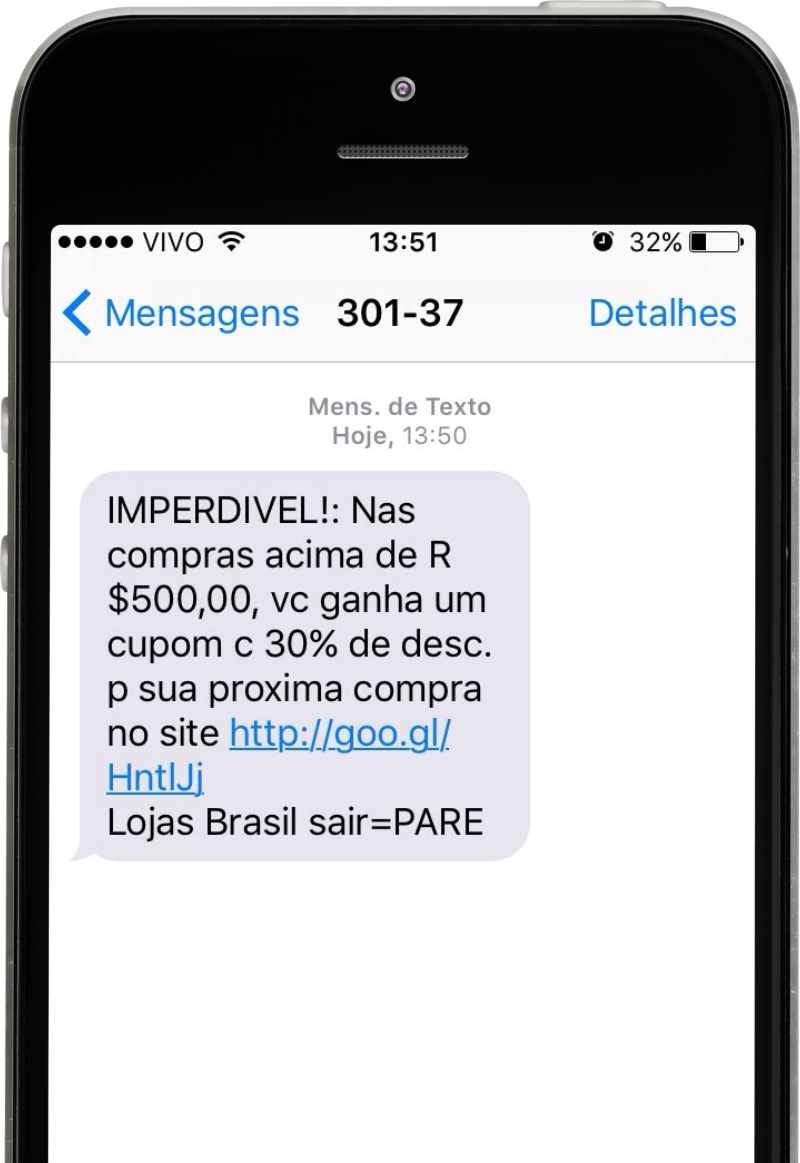 VIVO 13:51 32%
Mensagens 301-37 Detalhes
Mens. de Texto
Hoje, 13:50
IMPERDIVEL!: Nas
compras acima de R
$500,00, vc ganha um
cupom c 30% de desc.
p sua proxima compra
no site http://goo.gl/
HntlJj
Lojas Brasil sair=PARE